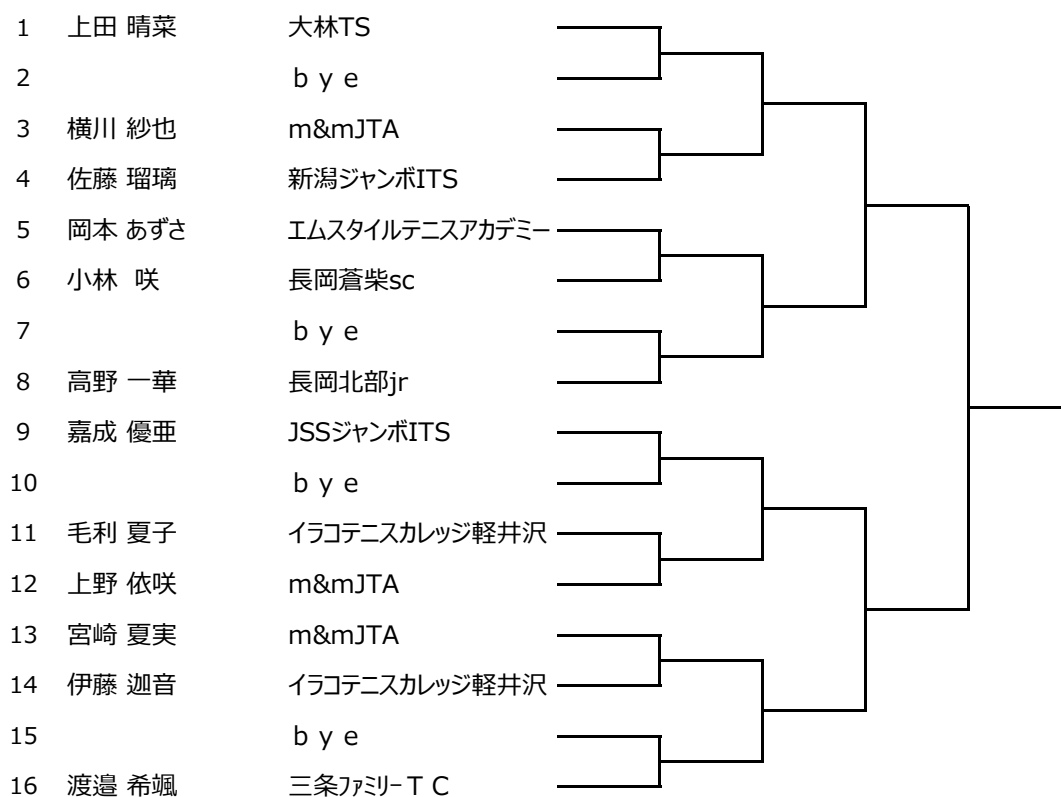 1 上田 晴菜 大林TS
2 ｂｙｅ
3 横川 紗也 m&mJTA
4 佐藤 瑠璃 新潟ジャンボITS
5 岡本 あずさ エムスタイルテニスアカデミー
6 小林 咲 長岡蒼柴sc
7 ｂｙｅ
8 高野 一華 長岡北部jr
9 嘉成 優亜 JSSジャンボITS
10 ｂｙｅ
11 毛利 夏子 イラコテニスカレッジ軽井沢
12 上野 依咲 m&mJTA
13 宮崎 夏実 m&mJTA
14 伊藤 迦音 イラコテニスカレッジ軽井沢
15 ｂｙｅ
16 渡邉 希颯 三条ファミリーＴＣ